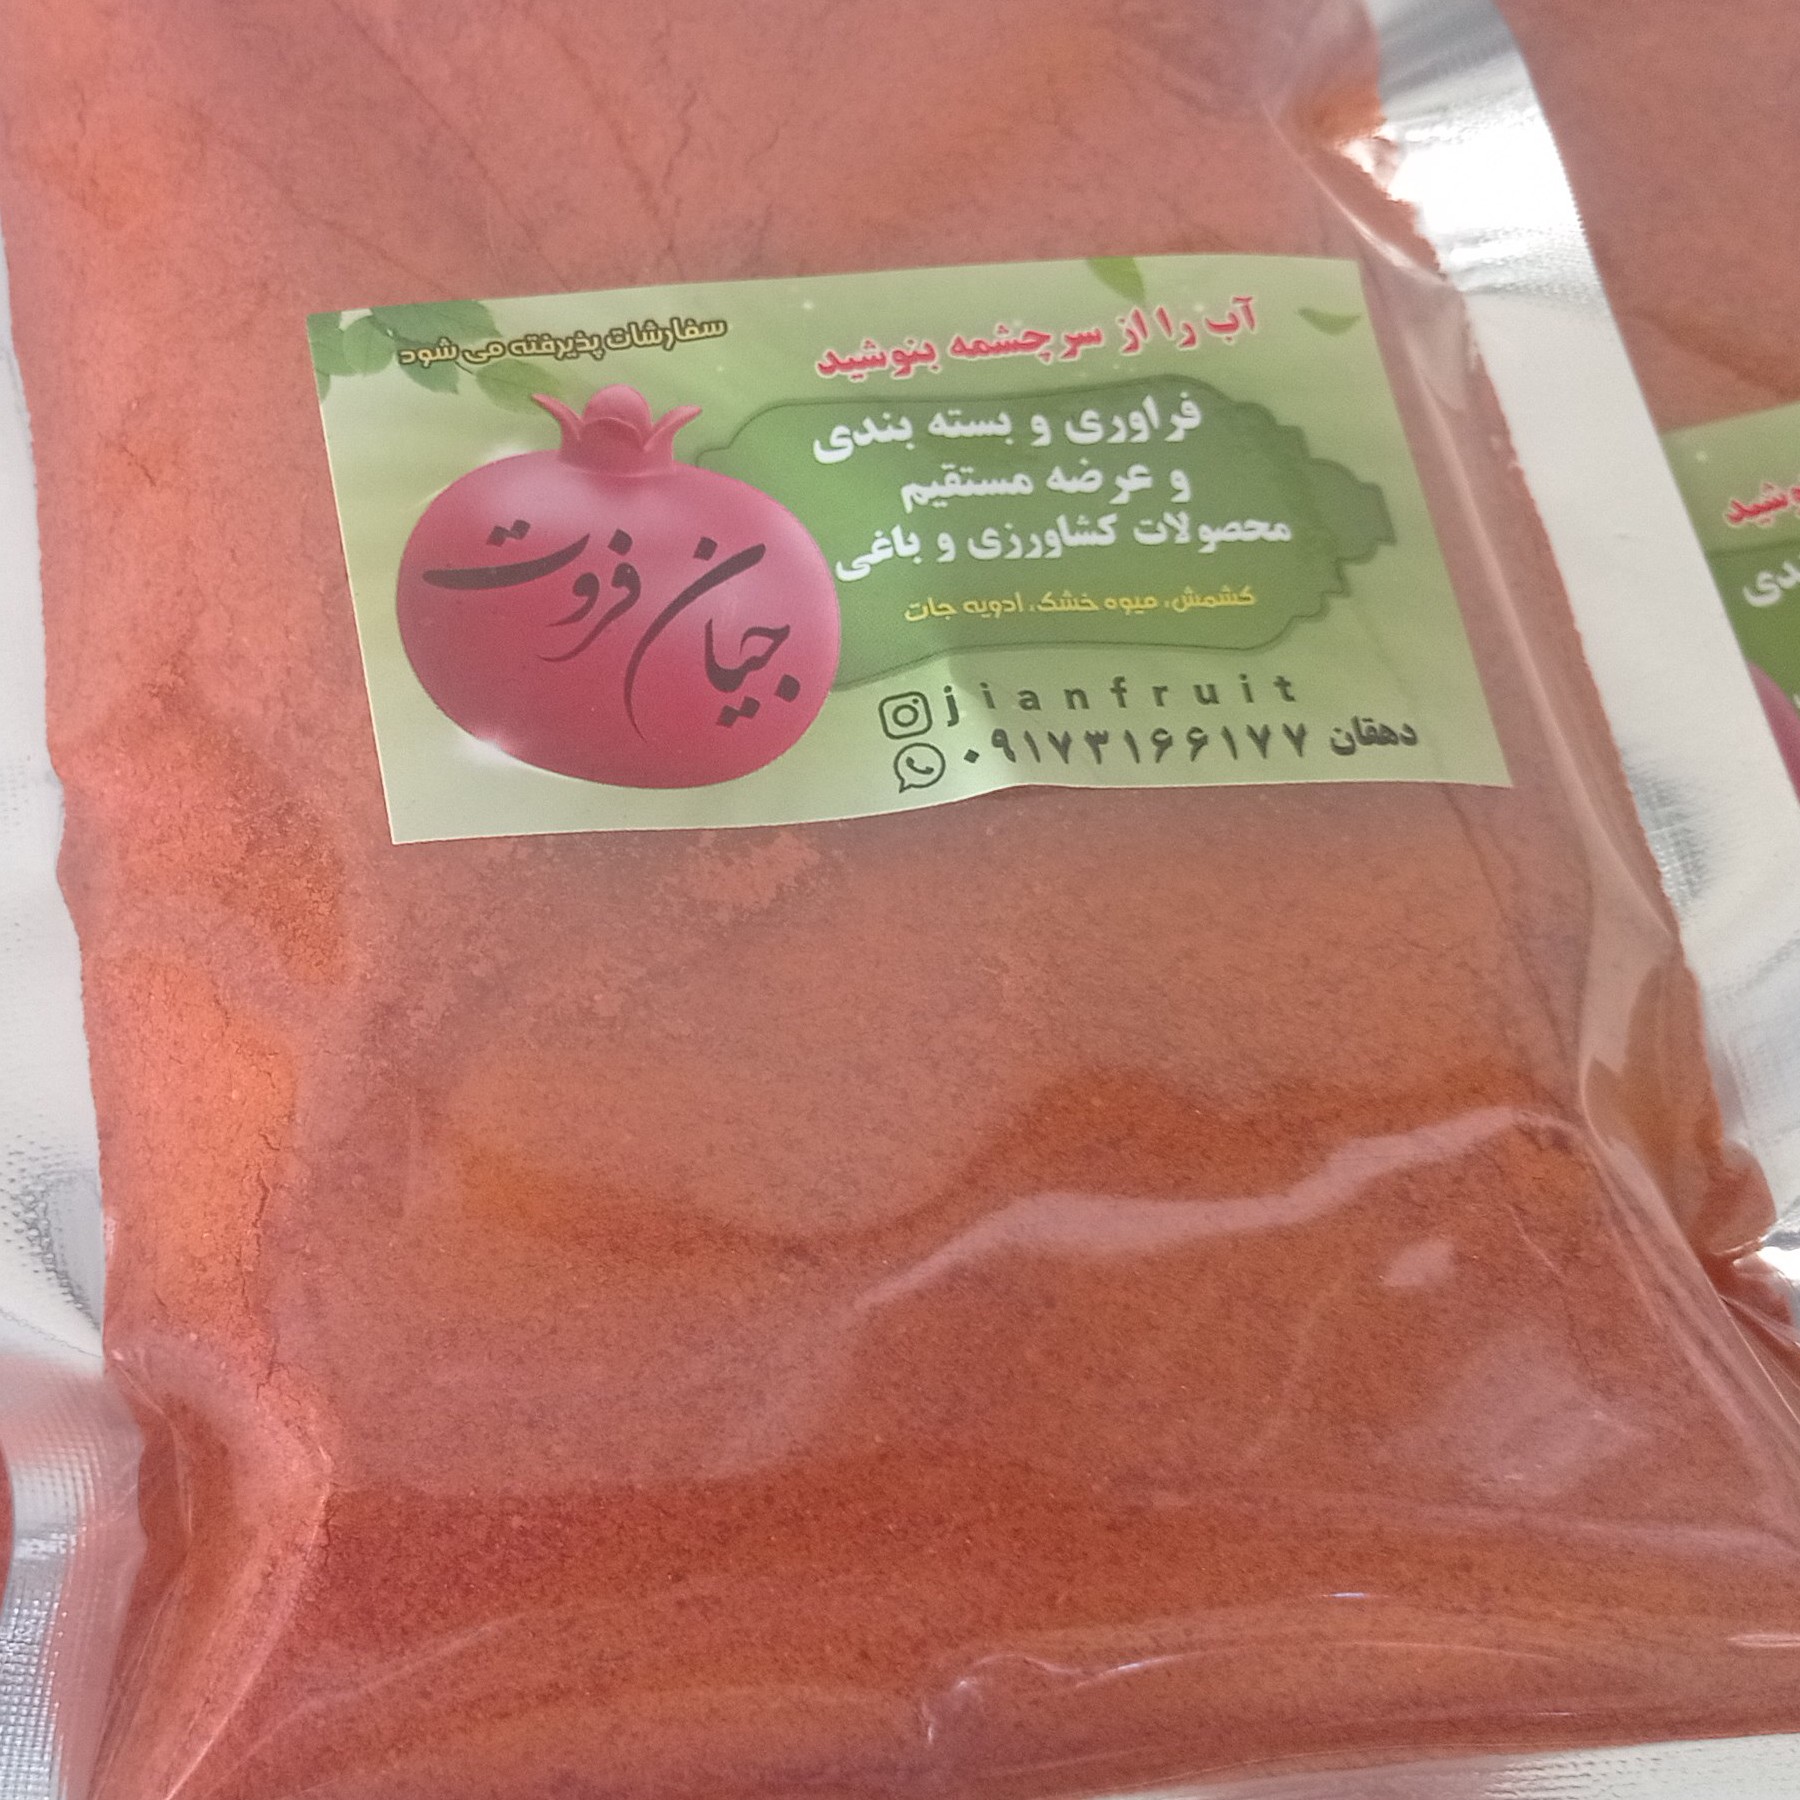 سفارشات پذیرفته می شود
آب را از سرچشمه بنوشید
فراوری و بسته بندی
و عرضه مستقیم
محصولات کشاورزی و باغی
کشمش، میوه خشک، ادویه جات
جیان فروت
jianfruit
۰۹۱۷۳۱۶۶۱۷۷ دهقان